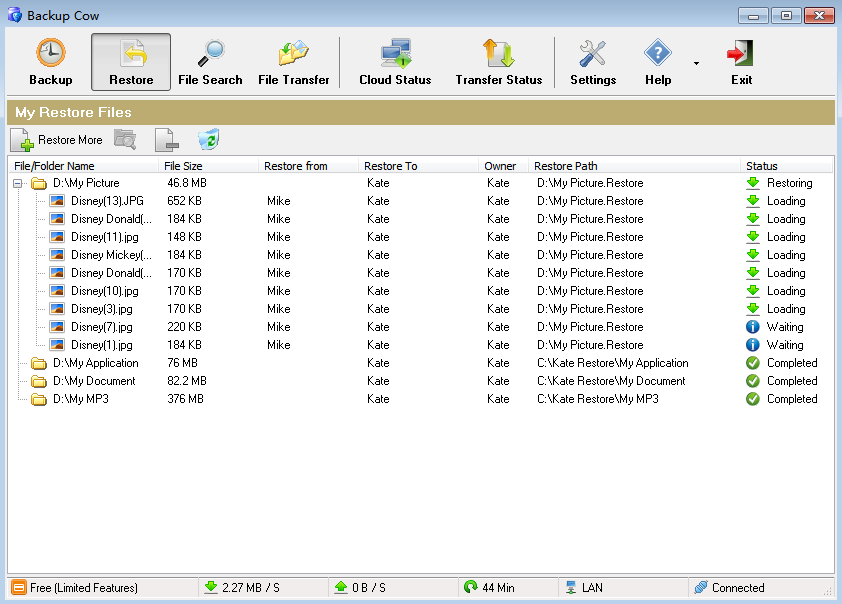 Backup Cow
Backup Restore File Search File Transfer Cloud Status Transfer Status Settings Help Exit
My Restore Files
Restore More
File/Folder Name File Size Restore from Restore To Owner Restore Path Status
D:\My Picture 46.8 MB Kate Kate D:\My Picture.Restore Restoring
Disney(13).JPG 652 KB Mike Kate Kate D:\My Picture.Restore Loading
Disney Donald(... 184 KB Mike Kate Kate D:\My Picture.Restore Loading
Disney(11).jpg 148 KB Mike Kate Kate D:\My Picture.Restore Loading
Disney Mickey(... 184 KB Mike Kate Kate D:\My Picture.Restore Loading
Disney Donald(... 170 KB Mike Kate Kate D:\My Picture.Restore Loading
Disney(10).jpg 170 KB Mike Kate Kate D:\My Picture.Restore Loading
Disney(3).jpg 170 KB Mike Kate Kate D:\My Picture.Restore Loading
Disney(7).jpg 220 KB Mike Kate Kate D:\My Picture.Restore Waiting
Disney(1).jpg 184 KB Mike Kate Kate D:\My Picture.Restore Waiting
D:\My Application 76 MB Kate Kate C:\Kate Restore\My Application Completed
D:\My Document 82.2 MB Kate Kate C:\Kate Restore\My Document Completed
D:\My MP3 376 MB Kate Kate C:\Kate Restore\My MP3 Completed
Free (Limited Features) 2.27 MB / S 0 B / S 44 Min LAN Connected